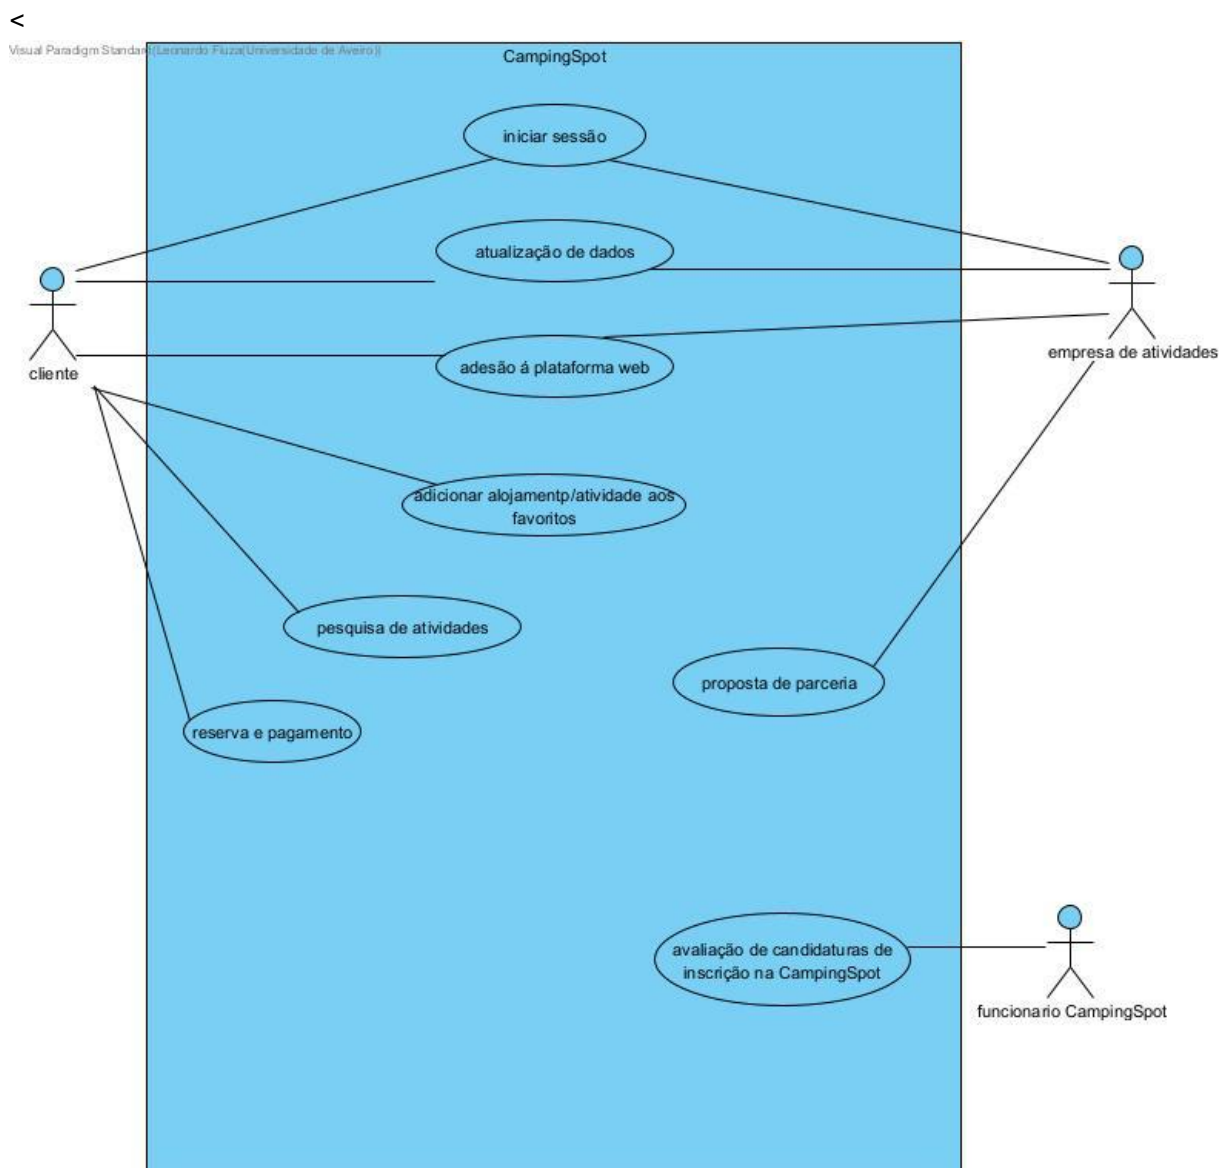 <
Visual Paradigm Standard(Leonardo Fiuza(Universidade de Aveiro))
CampingSpot
iniciar sessão
atualização de dados
adesão á plataforma web
empresa de atividades
cliente
adicionar alojamentp/atividade aos
favoritos
pesquisa de atividades
proposta de parceria
reserva e pagamento
avaliação de candidaturas de
inscrição na CampingSpot
funcionario CampingSpot